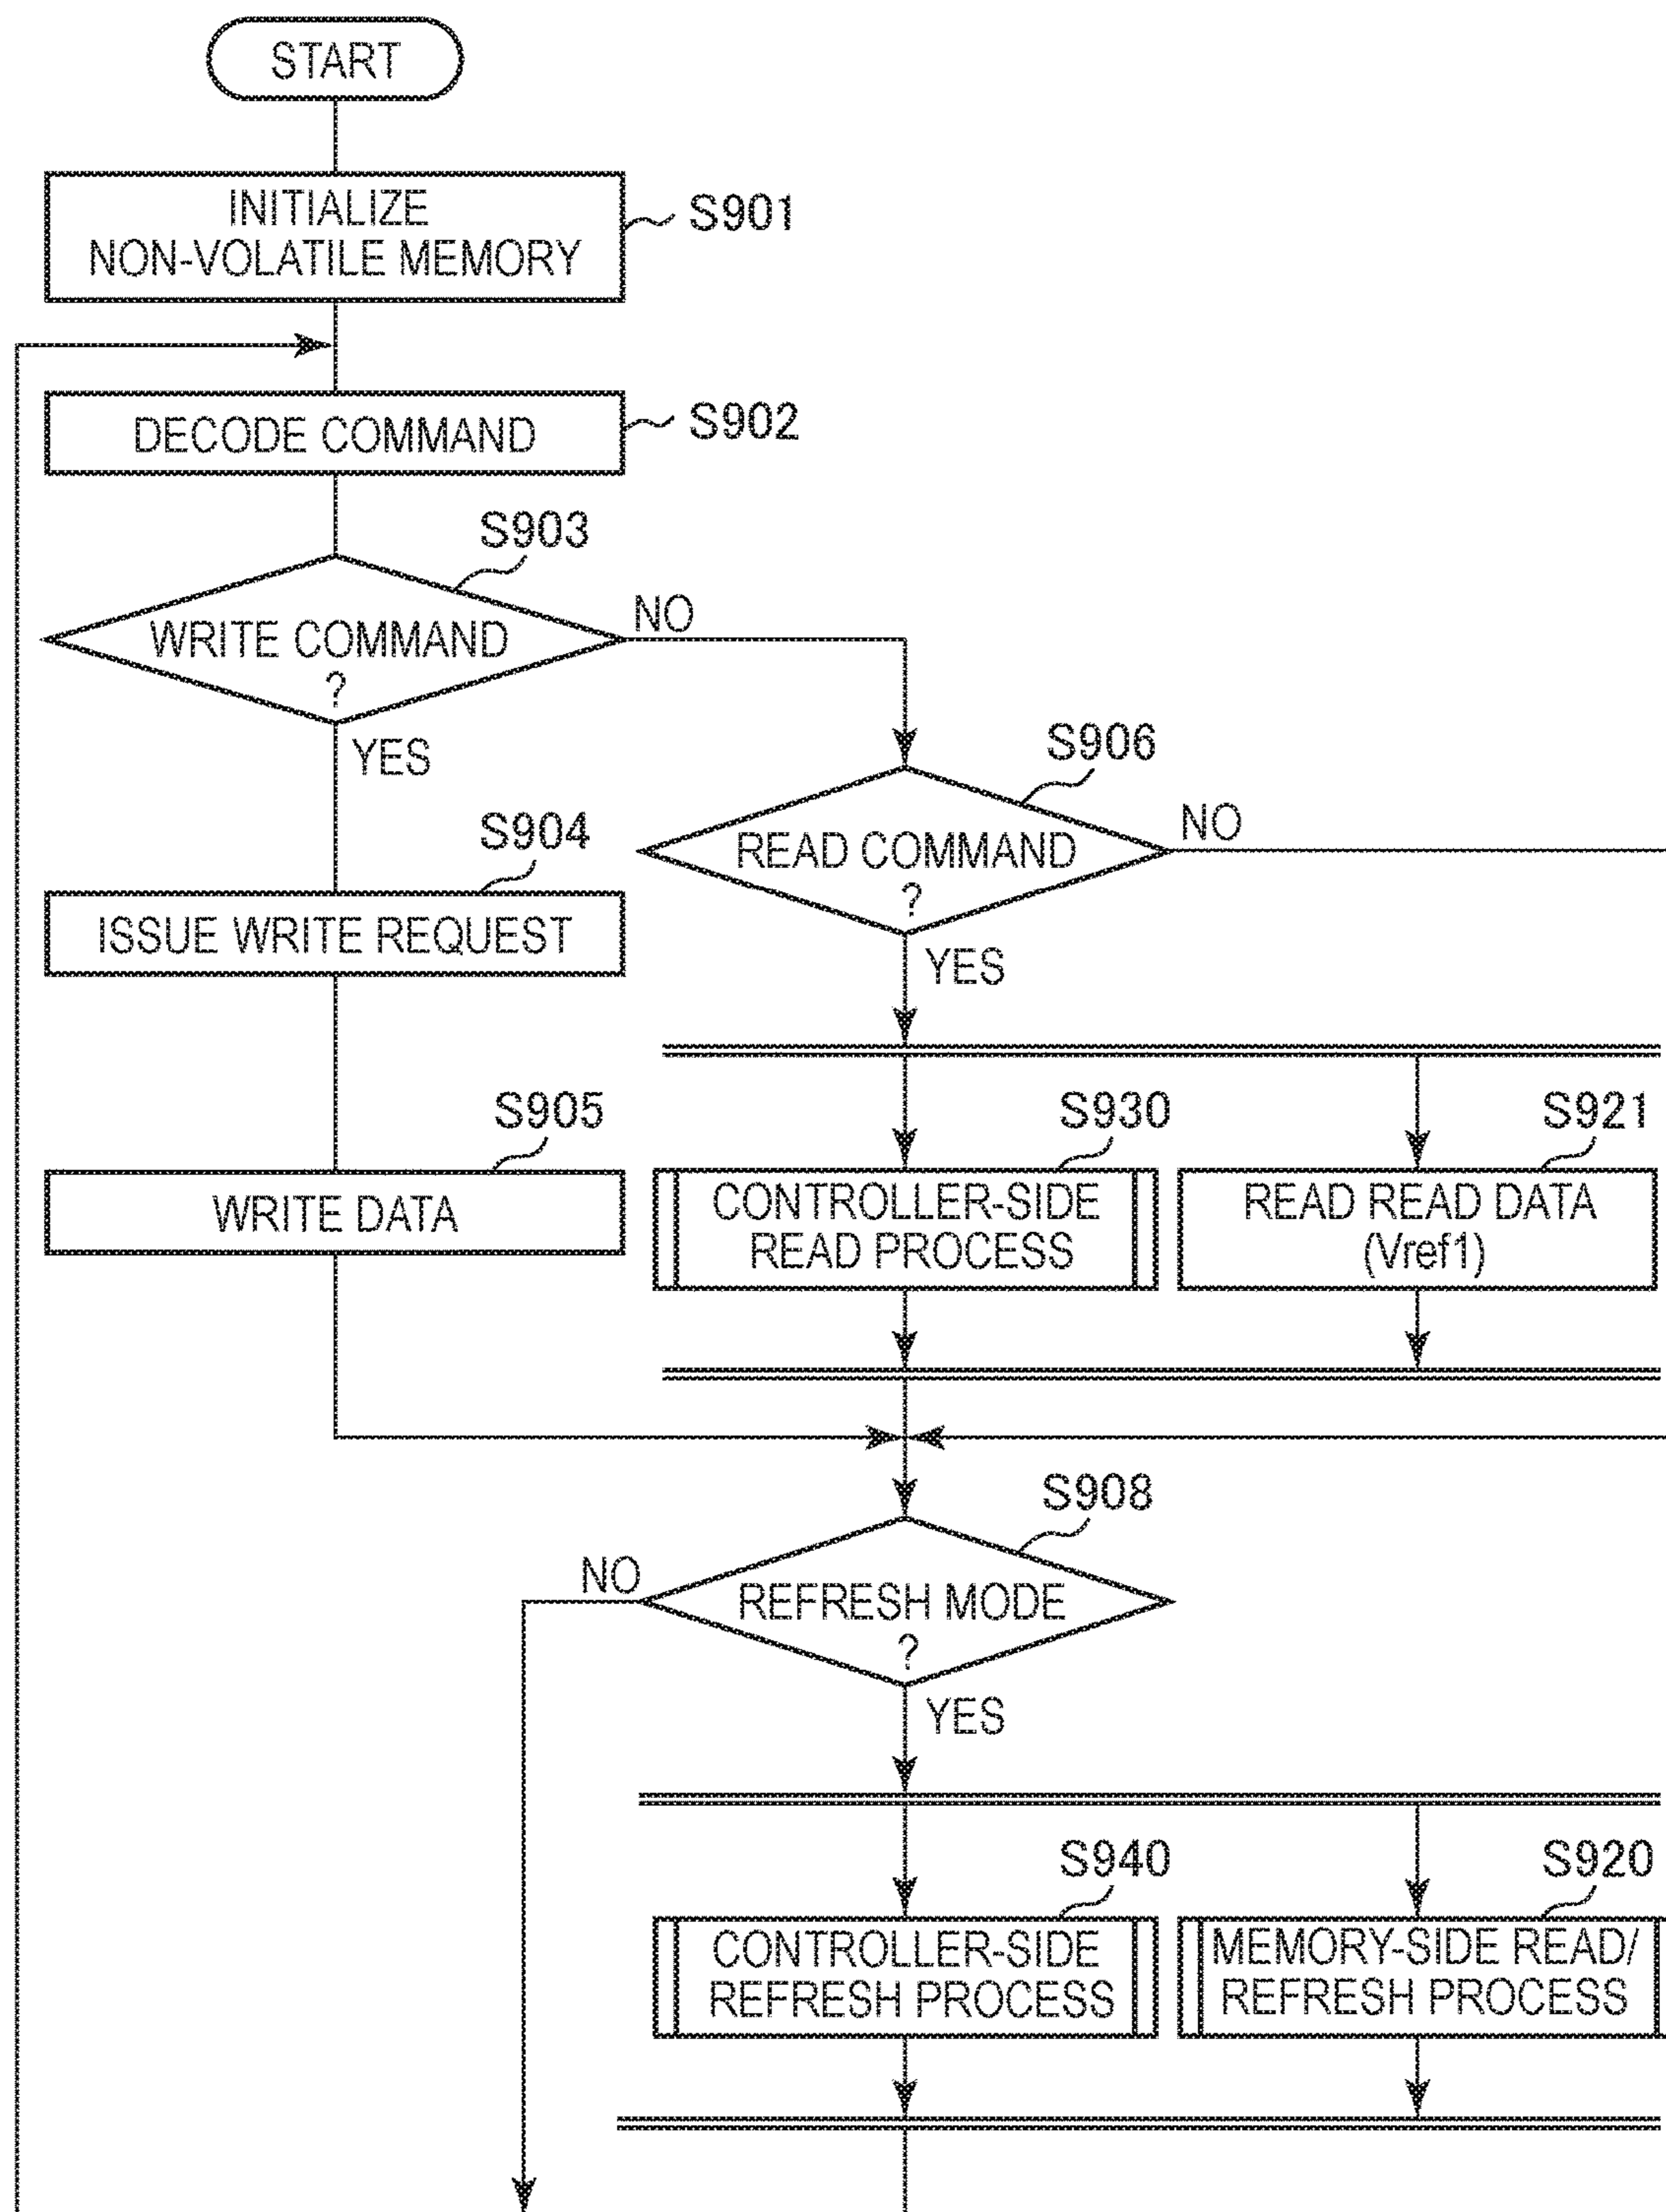 START
INITIALIZE
NON-VOLATILE MEMORY
S901
DECODE COMMAND
S902
S903
WRITE COMMAND
?
NO
YES
S906
READ COMMAND
?
NO
YES
S904
ISSUE WRITE REQUEST
S905
WRITE DATA
S930
CONTROLLER-SIDE
READ PROCESS
S921
READ READ DATA
(Vref1)
S908
REFRESH MODE
?
NO
YES
S940
CONTROLLER-SIDE
REFRESH PROCESS
S920
MEMORY-SIDE READ/
REFRESH PROCESS